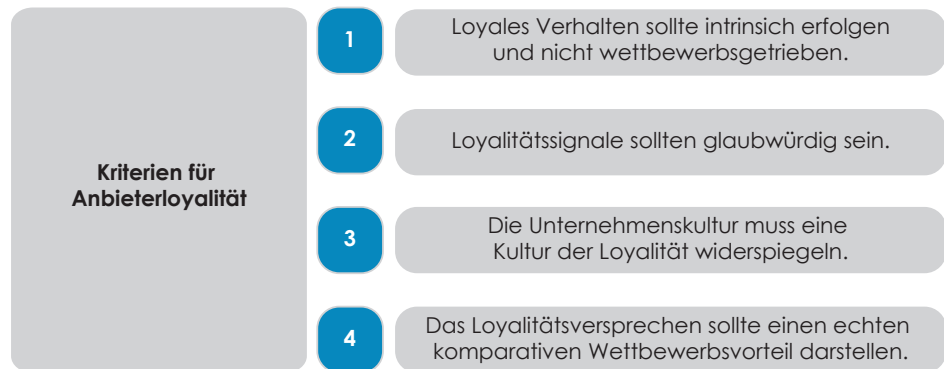 Kriterien für
Anbieterloyalität
1
Loyales Verhalten sollte intrinsich erfolgen
und nicht wettbewerbsgetrieben.
2
Loyalitätssignale sollten glaubwürdig sein.
3
Die Unternehmenskultur muss eine
Kultur der Loyalität widerspiegeln.
4
Das Loyalitätsversprechen sollte einen echten
komparativen Wettbewerbsvorteil darstellen.